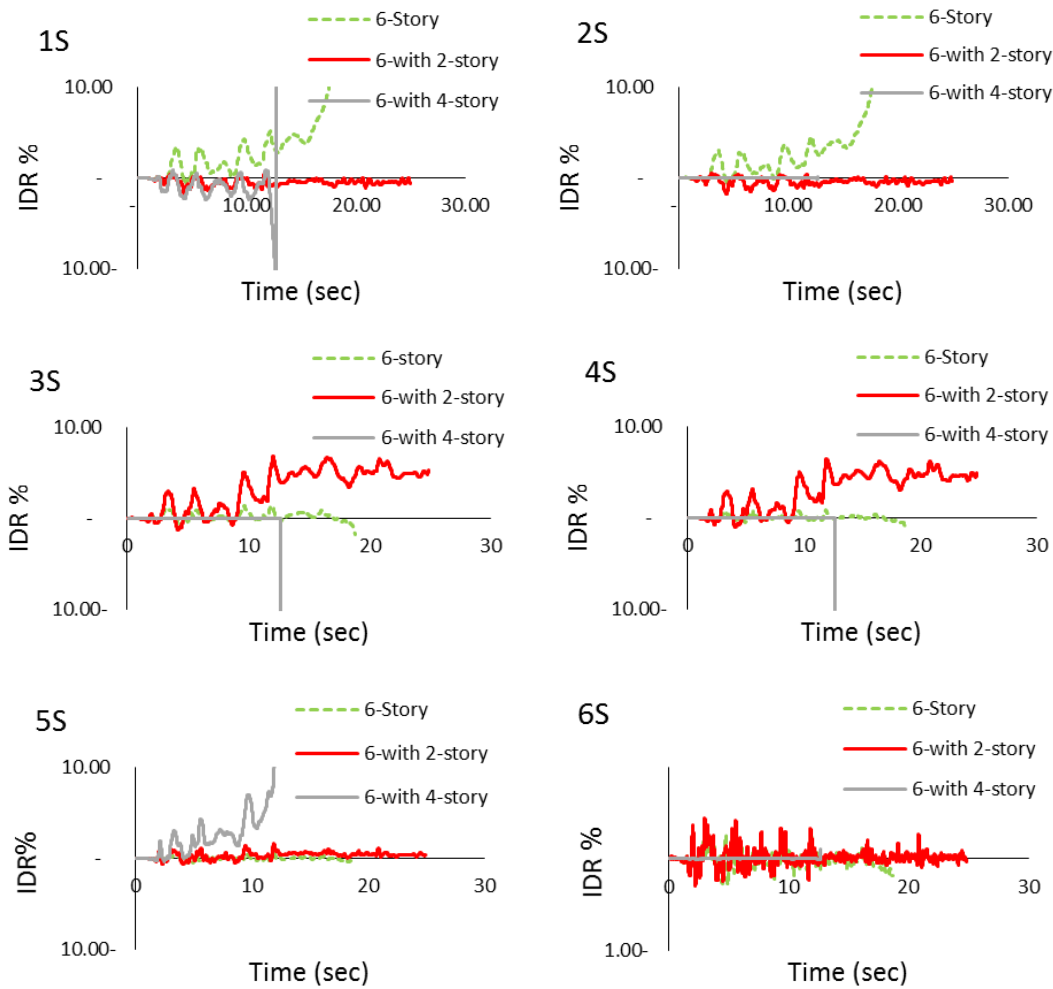 1S
6-Story
6-with 2-story
6-with 4-story
10.00
-
-
10.00-
IDR %
10.00 20.00 30.00
Time (sec)
2S
6-Story
6-with 2-story
6-with 4-story
10.00
-
-
10.00-
IDR %
10.00 20.00 30.00
Time (sec)
3S
6-story
6-with 2-story
6-with 4-story
10.00
-
10.00-
IDR %
0 10 20 30
Time (sec)
4S
6-Story
6-with 2-story
6-with 4-story
10.00
-
10.00-
IDR %
0 10 20 30
Time (sec)
5S
6-Story
6-with 2-story
6-with 4-story
10.00
-
10.00-
IDR%
0 10 20 30
Time (sec)
6S
6-Story
6-with 2-story
6-with 4-story
-
1.00-
IDR %
0 10 20 30
Time (sec)